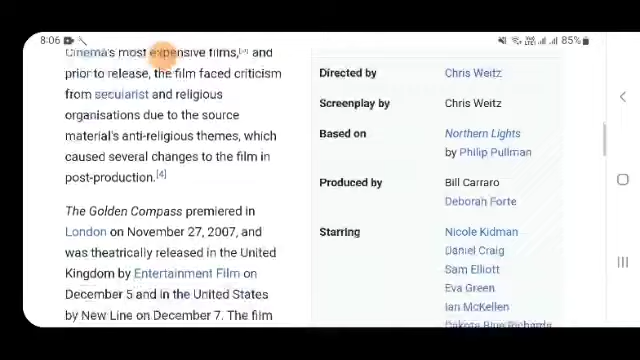 8:06
85%
Cinema's most expensive films, and
prior to release, the film faced criticism
from secularist and religious
organisations due to the source
material's anti-religious themes, which
caused several changes to the film in
post-production.[4]
The Golden Compass premiered in
London on November 27, 2007, and
was theatrically released in the United
Kingdom by Entertainment Film on
December 5 and in the United States
by New Line on December 7. The film
Directed by Chris Weitz
Screenplay by Chris Weitz
Based on Northern Lights
by Philip Pullman
Produced by Bill Carraro
Deborah Forte
Starring Nicole Kidman
Daniel Craig
Sam Elliott
Eva Green
Ian McKellen
Dakota Blue Richards